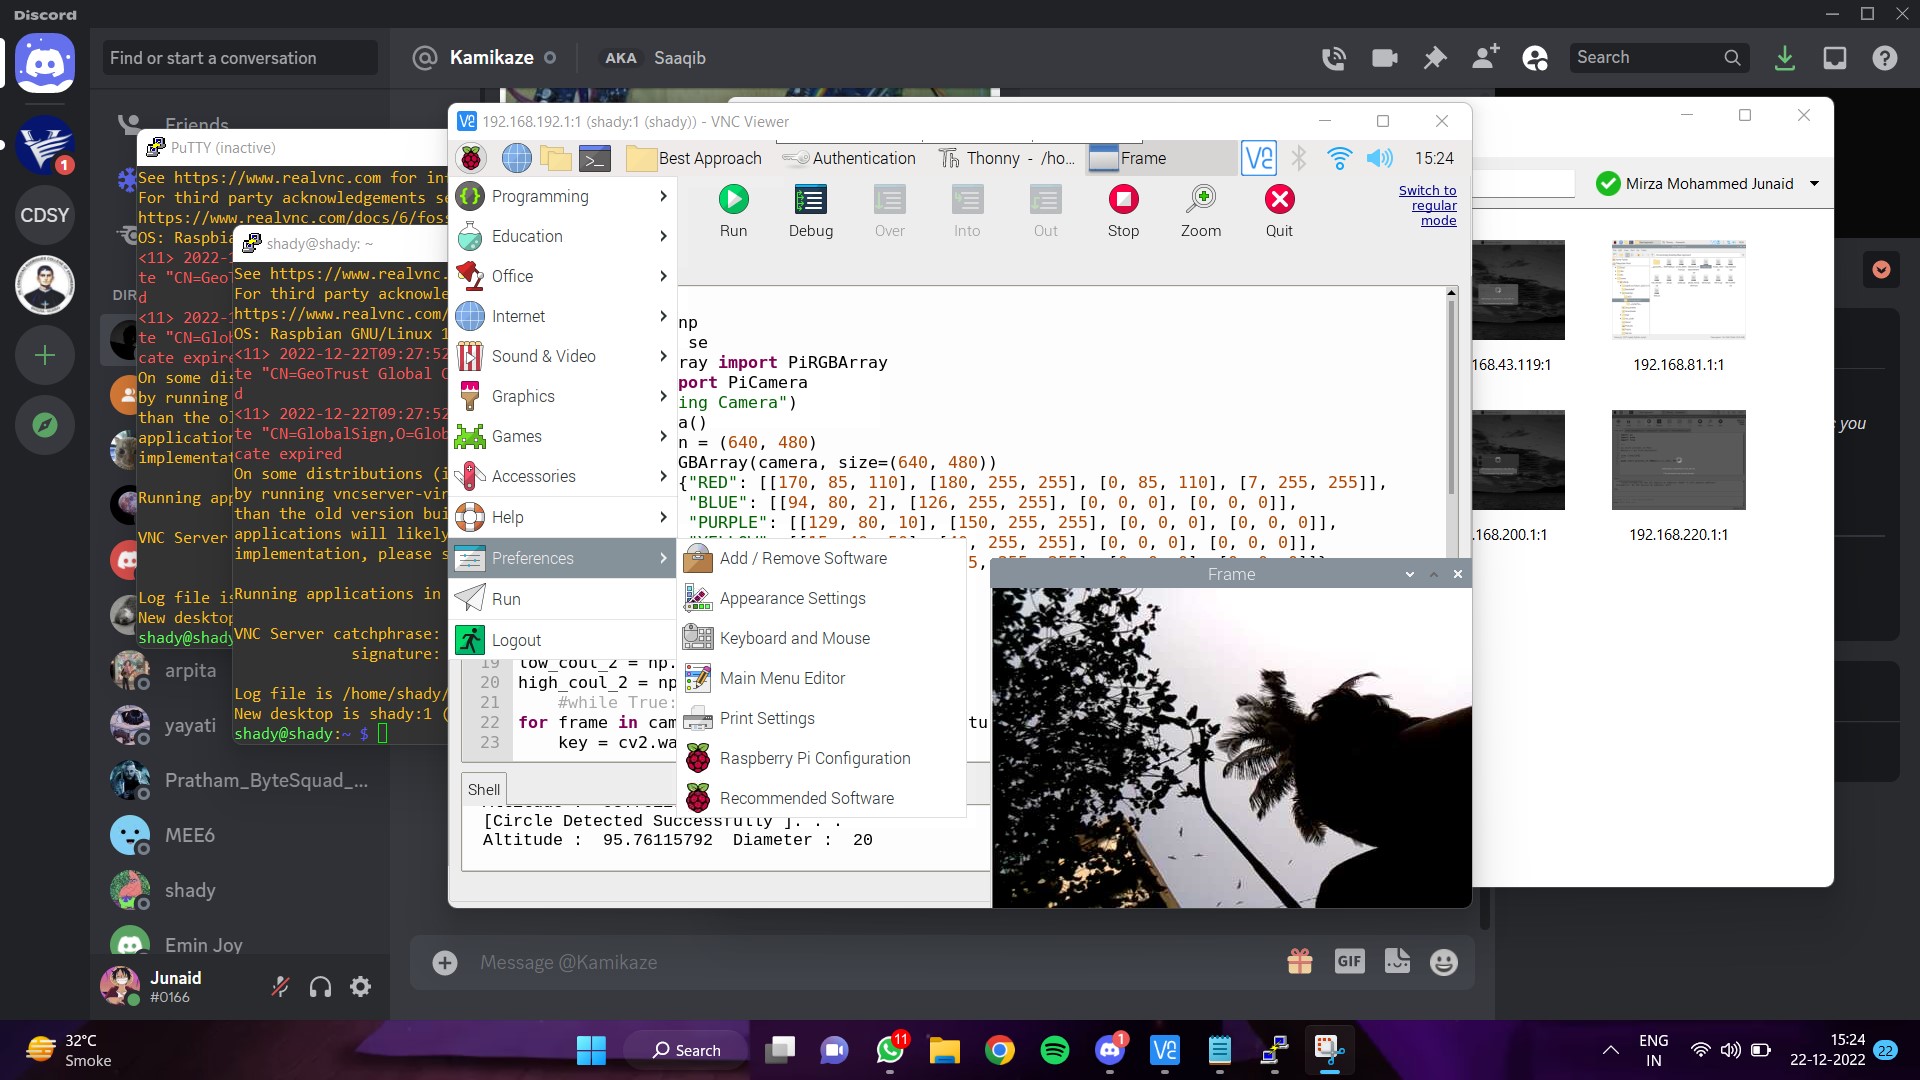 Discord
Find or start a conversation
Kamikaze
AKA
Saaqib
Search
Friends
CDSY
1
PuTTY (inactive)
See https://www.realvnc.com for in
For third party acknowledgements s
https://www.realvnc.com/docs/6/fos
OS: Raspbia
<11> 2022-1
te "CN=Geo
d
<11> 2022-1
te "CN=Glob
cate expire
On some dis
by running
than the ol
application
implementat
Running app
VNC Server
Log file is
New desktop
shady@shady
shady@shady: ~
See https://www.realvnc.
For third party acknowle
https://www.realvnc.com/
OS: Raspbian GNU/Linux 1
<11> 2022-12-22T09:27:52
te "CN=GeoTrust Global C
d
<11> 2022-12-22T09:27:52
te "CN=GlobalSign,O=Glob
cate expired
On some distributions (i
by running vncserver-vir
than the old version bui
applications will likely
implementation, please s
Running applications in
VNC Server catchphrase:
signature:
Log file is /home/shady/
New desktop is shady:1 (
shady@shady:~ $
DIR
arpita
yayati
Pratham_ByteSquad_...
MEE6
shady
Emin Joy
Junaid
#0166
192.168.192.1:1 (shady:1 (shady)) - VNC Viewer
Best Approach
Authentication
Thonny - /ho...
Frame
15:24
Programming
Education
Office
Internet
Sound & Video
Graphics
Games
Accessories
Help
Preferences
Run
Logout
Run
Debug
Over
Into
Out
Stop
Zoom
Quit
Switch to
regular
mode
np
se
ray import PiRGBArray
port PiCamera
ing Camera")
a()
n = (640, 480)
GBArray(camera, size=(640, 480))
{"RED": [[170, 85, 110], [180, 255, 255], [0, 85, 110], [7, 255, 255]],
"BLUE": [[94, 80, 2], [126, 255, 255], [0, 0, 0], [0, 0, 0]],
"PURPLE": [[129, 80, 10], [150, 255, 255], [0, 0, 0], [0, 0, 0]],
255, 255], [0, 0, 0], [0, 0, 0]],
Add / Remove Software
Appearance Settings
Keyboard and Mouse
Main Menu Editor
Print Settings
Raspberry Pi Configuration
Recommended Software
19 low_coul_2 = np.
20 high_coul_2 = np
21 #while True:
22 for frame in cam
tu
23 key = cv2.wa
Shell
[Circle Detected Successfully ]. . .
Altitude : 95.76115792 Diameter : 20
Frame
Mirza Mohammed Junaid
168.43.119:1
192.168.81.1:1
.168.200.1:1
192.168.220.1:1
you
Message @Kamikaze
GIF
32°C
Smoke
Search
11
1
ENG
IN
15:24
22-12-2022
22